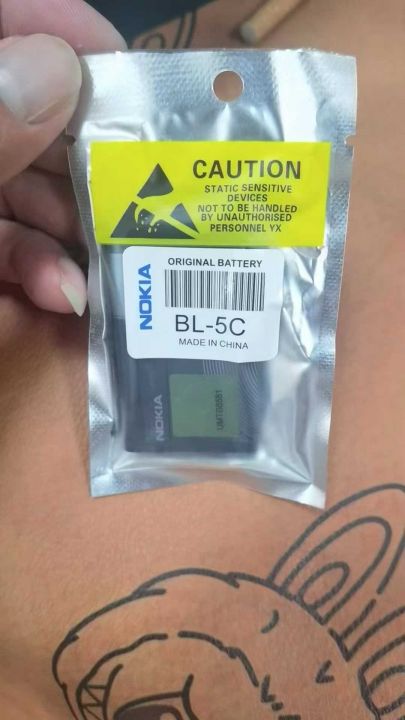 CAUTION
STATIC SENSITIVE
DEVICES
NOT TO BE HANDLED
BY UNAUTHORISED
PERSONNEL YX
NOKIA
ORIGINAL BATTERY
BL-5C
MADE IN CHINA
NOKIA